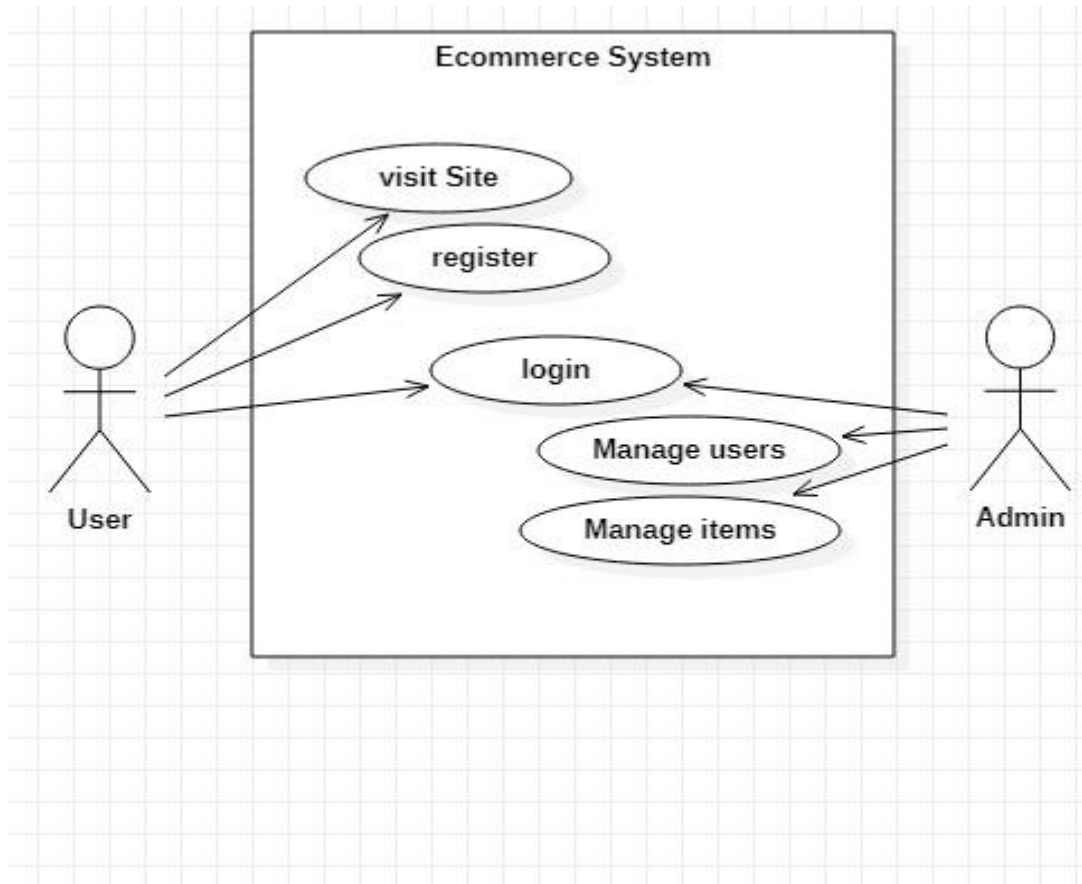 Ecommerce System
visit Site
register
login
Manage users
Manage items
User
Admin